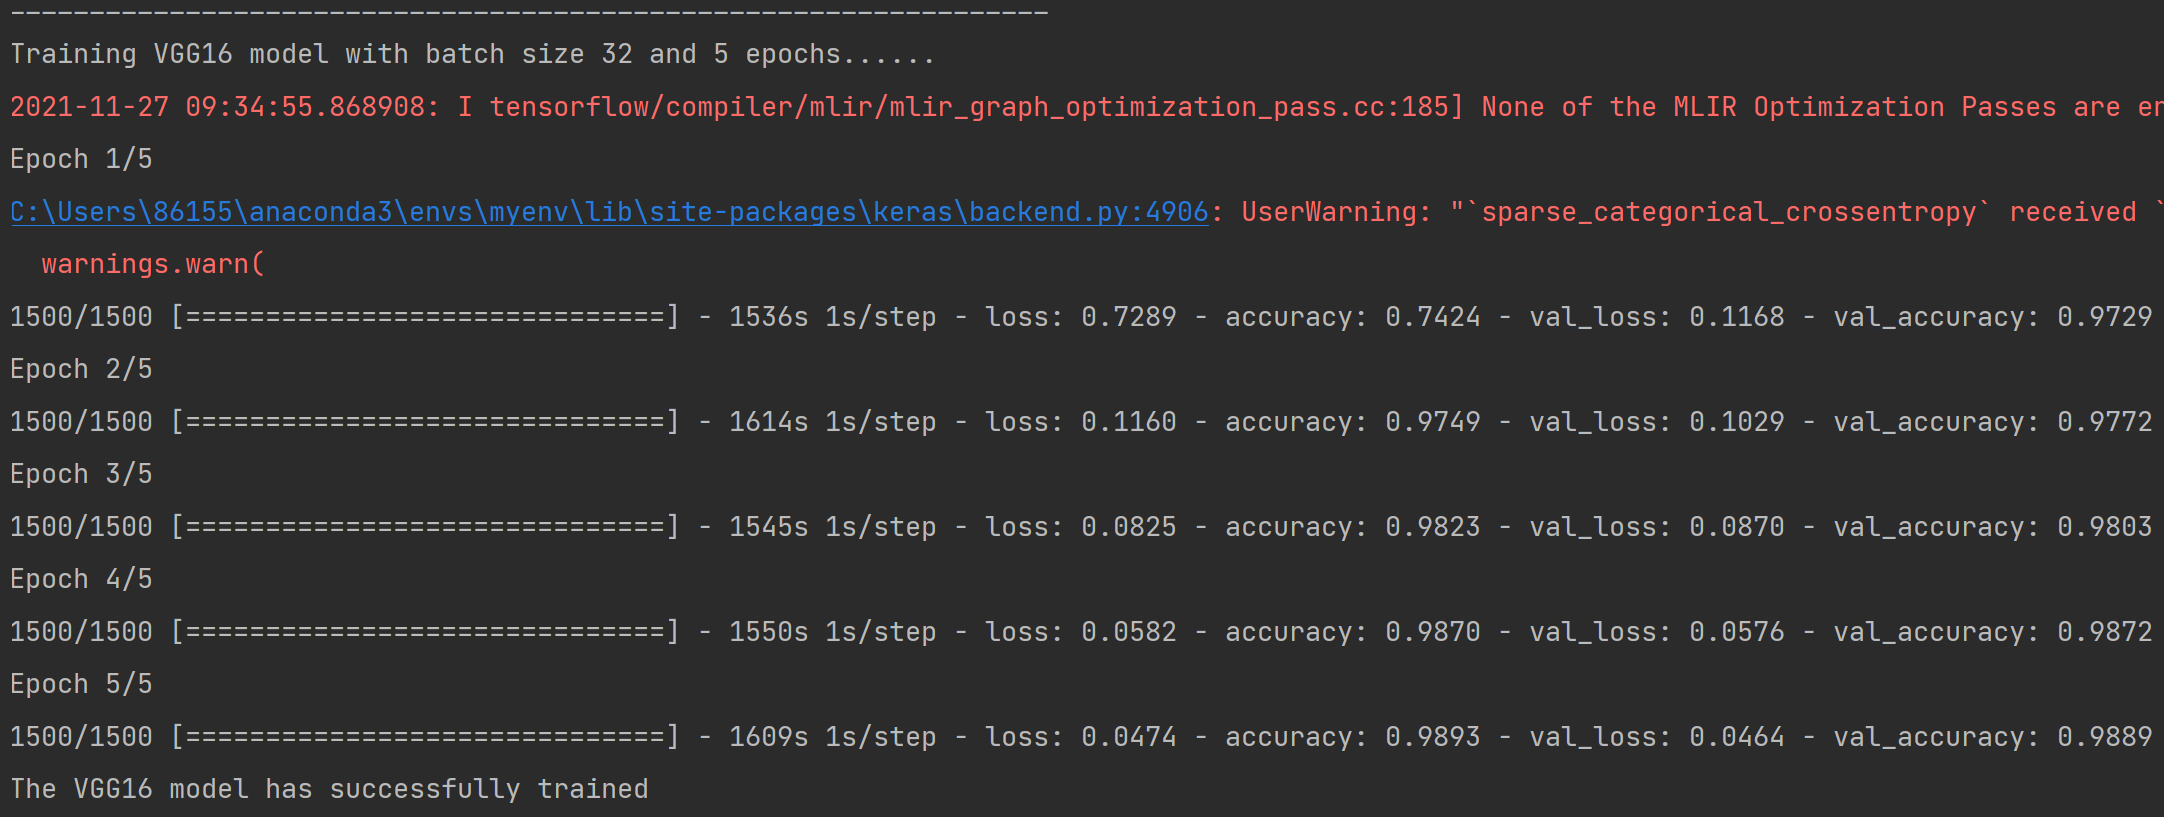 -----------------------------------------------------------------
Training VGG16 model with batch size 32 and 5 epochs......
2021-11-27 09:34:55.868908: I tensorflow/compiler/mlir/mlir_graph_optimization_pass.cc:185] None of the MLIR Optimization Passes are
Epoch 1/5
C:\Users\86155\anaconda3\envs\myenv\lib\site-packages\keras\backend.py:4906: UserWarning: "`sparse_categorical_crossentropy` received `
  warnings.warn(
1500/1500 [==============================] - 1536s 1s/step - loss: 0.7289 - accuracy: 0.7424 - val_loss: 0.1168 - val_accuracy: 0.9729
Epoch 2/5
1500/1500 [==============================] - 1614s 1s/step - loss: 0.1160 - accuracy: 0.9749 - val_loss: 0.1029 - val_accuracy: 0.9772
Epoch 3/5
1500/1500 [==============================] - 1545s 1s/step - loss: 0.0825 - accuracy: 0.9823 - val_loss: 0.0870 - val_accuracy: 0.9803
Epoch 4/5
1500/1500 [==============================] - 1550s 1s/step - loss: 0.0582 - accuracy: 0.9870 - val_loss: 0.0576 - val_accuracy: 0.9872
Epoch 5/5
1500/1500 [==============================] - 1609s 1s/step - loss: 0.0474 - accuracy: 0.9893 - val_loss: 0.0464 - val_accuracy: 0.9889
The VGG16 model has successfully trained